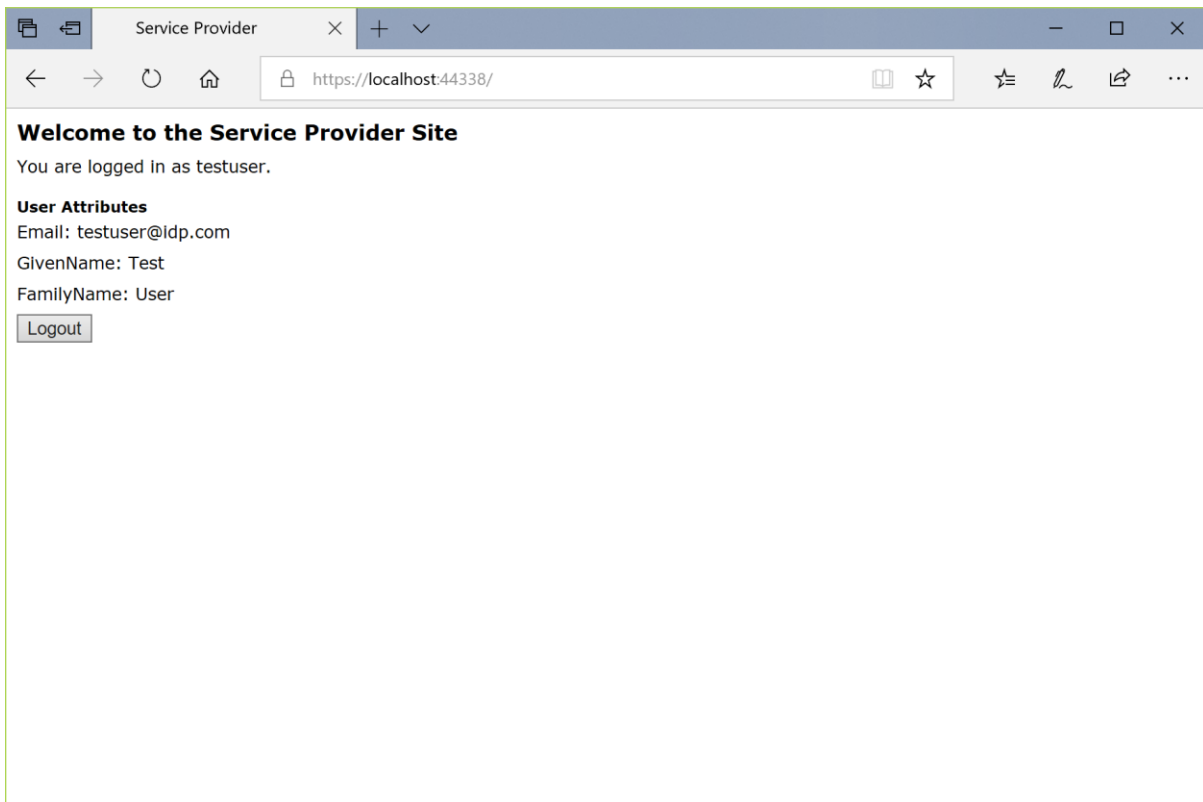 Service Provider
https://localhost:44338/
Welcome to the Service Provider Site
You are logged in as testuser.
User Attributes
Email: testuser@idp.com
GivenName: Test
FamilyName: User
Logout